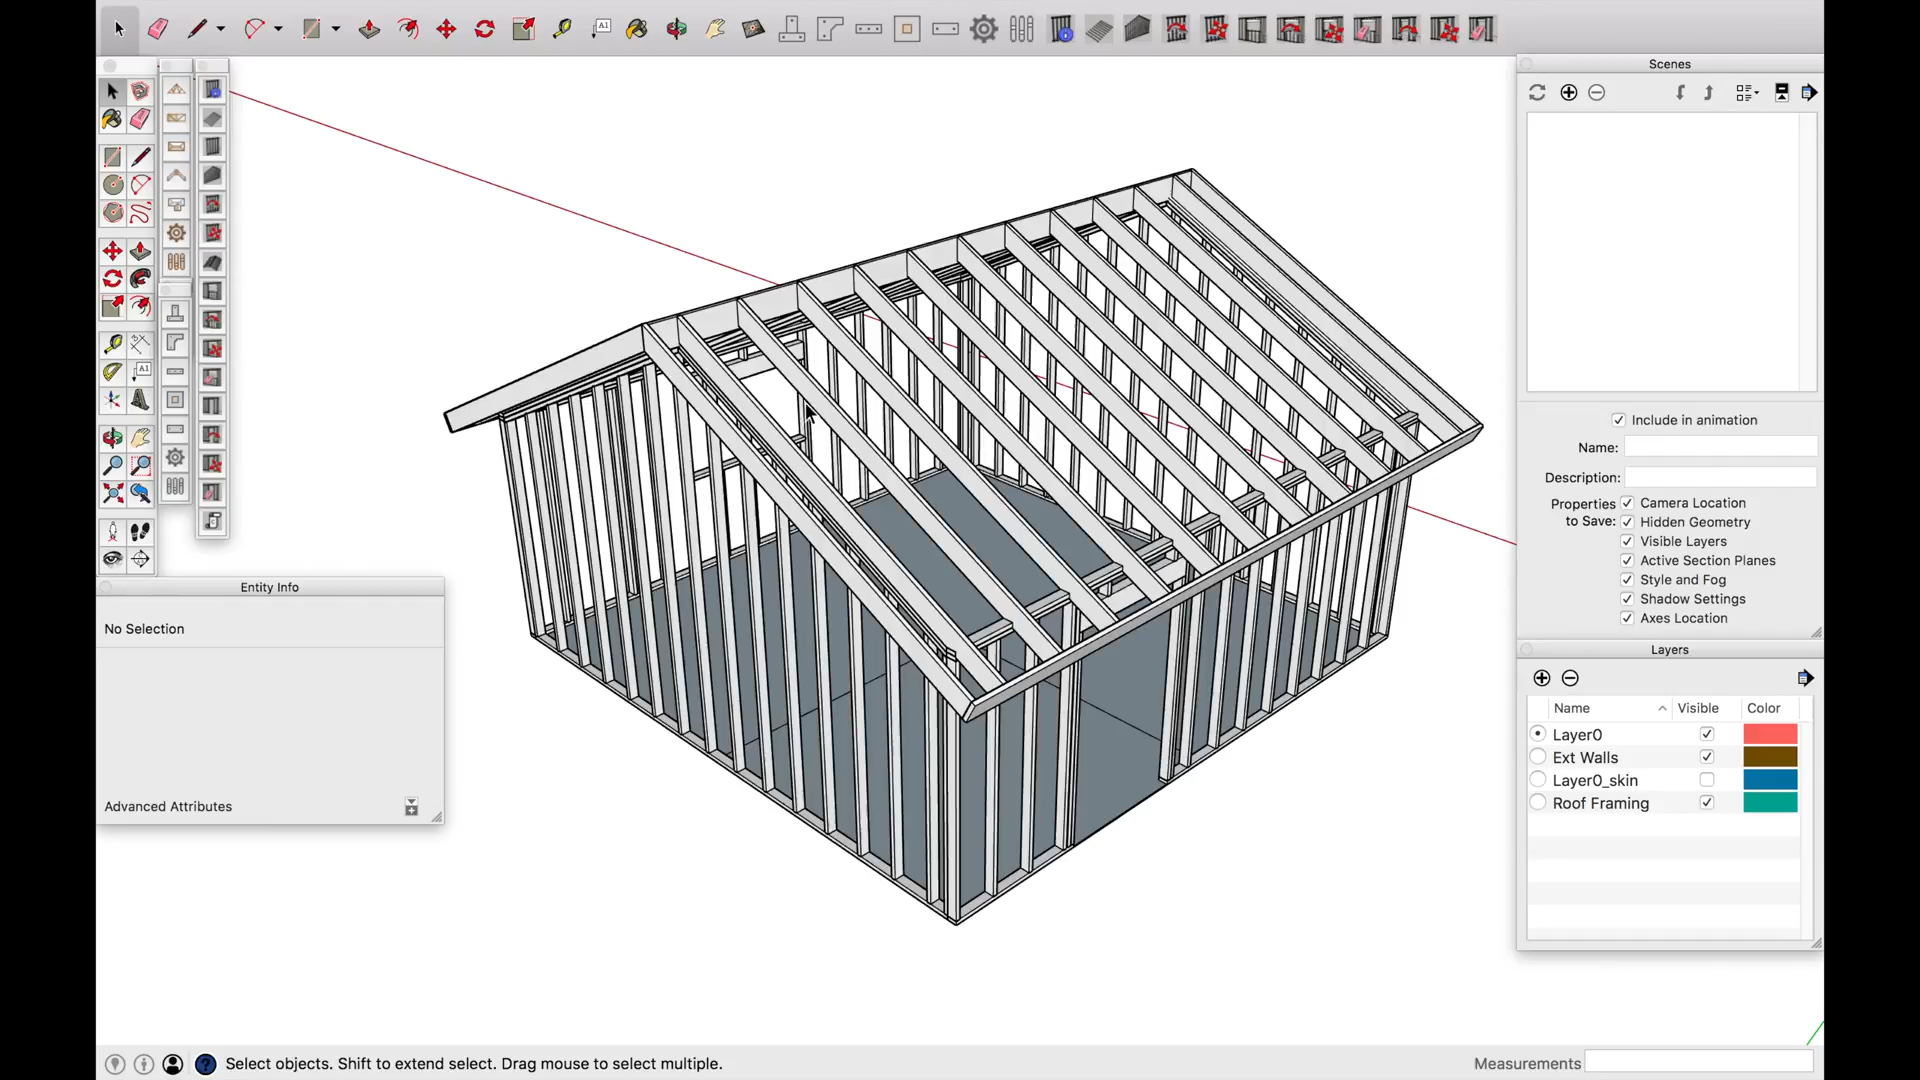 A1
Scenes
A1
Include in animation
Name:
Description:
Properties to Save:
Camera Location
Hidden Geometry
Visible Layers
Active Section Planes
Style and Fog
Shadow Settings
Axes Location
Entity Info
No Selection
Advanced Attributes
Layers
Name Visible Color
Layer0
Ext Walls
Layer0_skin
Roof Framing
Select objects. Shift to extend select. Drag mouse to select multiple.
Measurements